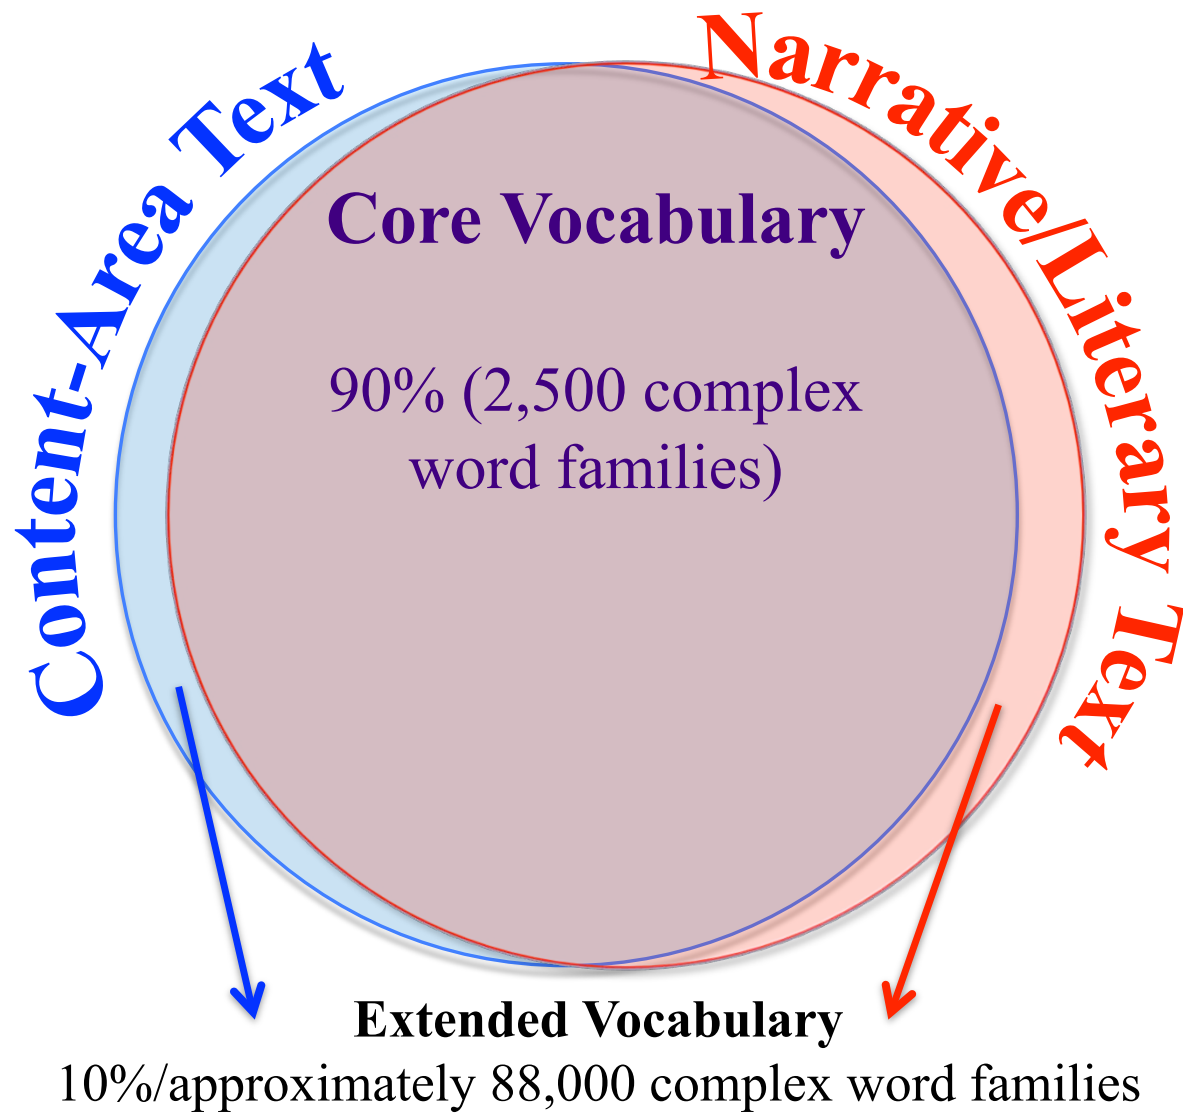 Content-Area Text
Narrative/Literary Text
Core Vocabulary
90% (2,500 complex
word families)
Extended Vocabulary
10%/approximately 88,000 complex word families